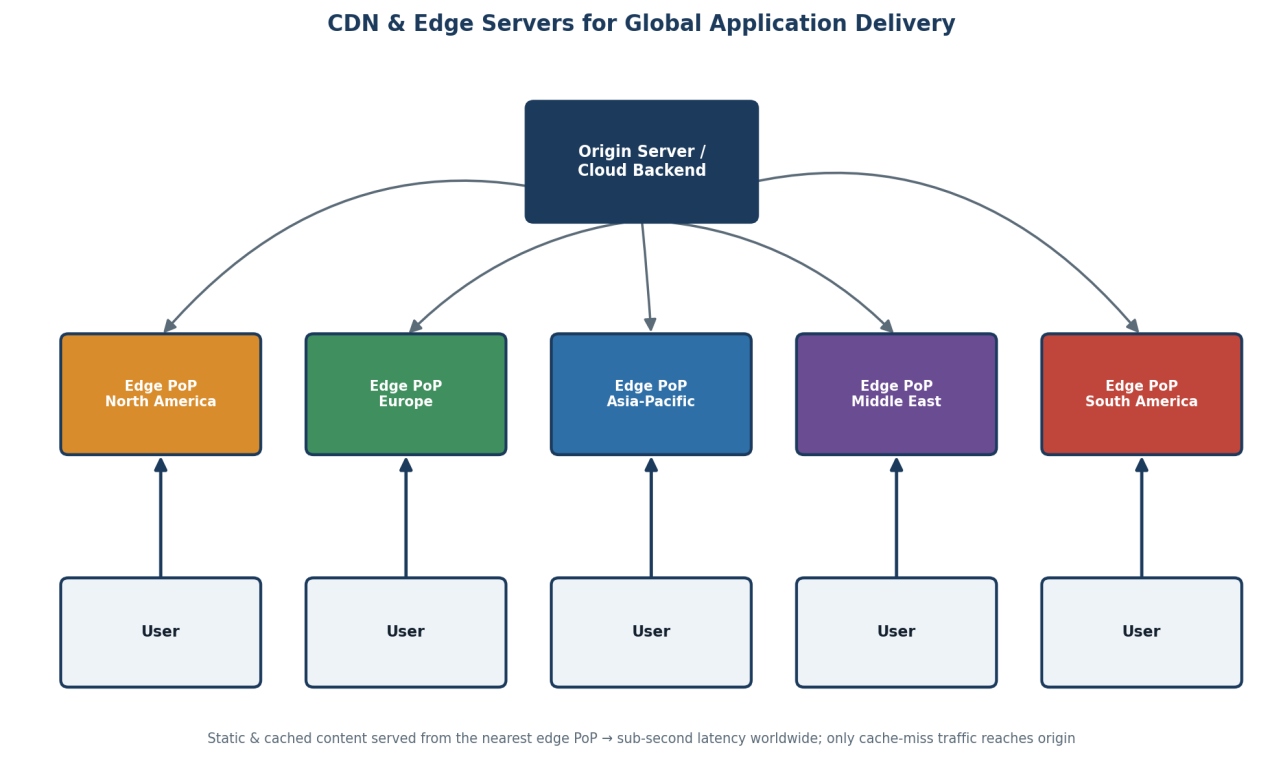 CDN & Edge Servers for Global Application Delivery
Origin Server /
Cloud Backend
Edge PoP
North America
Edge PoP
Europe
Edge PoP
Asia-Pacific
Edge PoP
Middle East
Edge PoP
South America
User
User
User
User
User
Static & cached content served from the nearest edge PoP → sub-second latency worldwide; only cache-miss traffic reaches origin